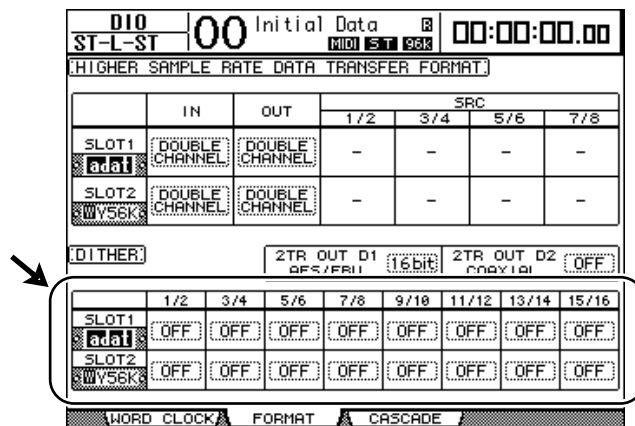 DIO
ST-L-ST
00 Initial Data R
MIDI ST 96k
00:00:00.00
HIGHER SAMPLE RATE DATA TRANSFER FORMAT
IN OUT SRC
1/2 3/4 5/6 7/8
SLOT1 adat DOUBLE CHANNEL DOUBLE CHANNEL - - - -
SLOT2 WY56K DOUBLE CHANNEL DOUBLE CHANNEL - - - -
DITHER
2TR OUT D1 AES/EBU 16bit 2TR OUT D2 COAXIAL OFF
1/2 3/4 5/6 7/8 9/10 11/12 13/14 15/16
SLOT1 adat OFF OFF OFF OFF OFF OFF OFF OFF
SLOT2 WY56K OFF OFF OFF OFF OFF OFF OFF OFF
WORD CLOCK FORMAT CASCADE